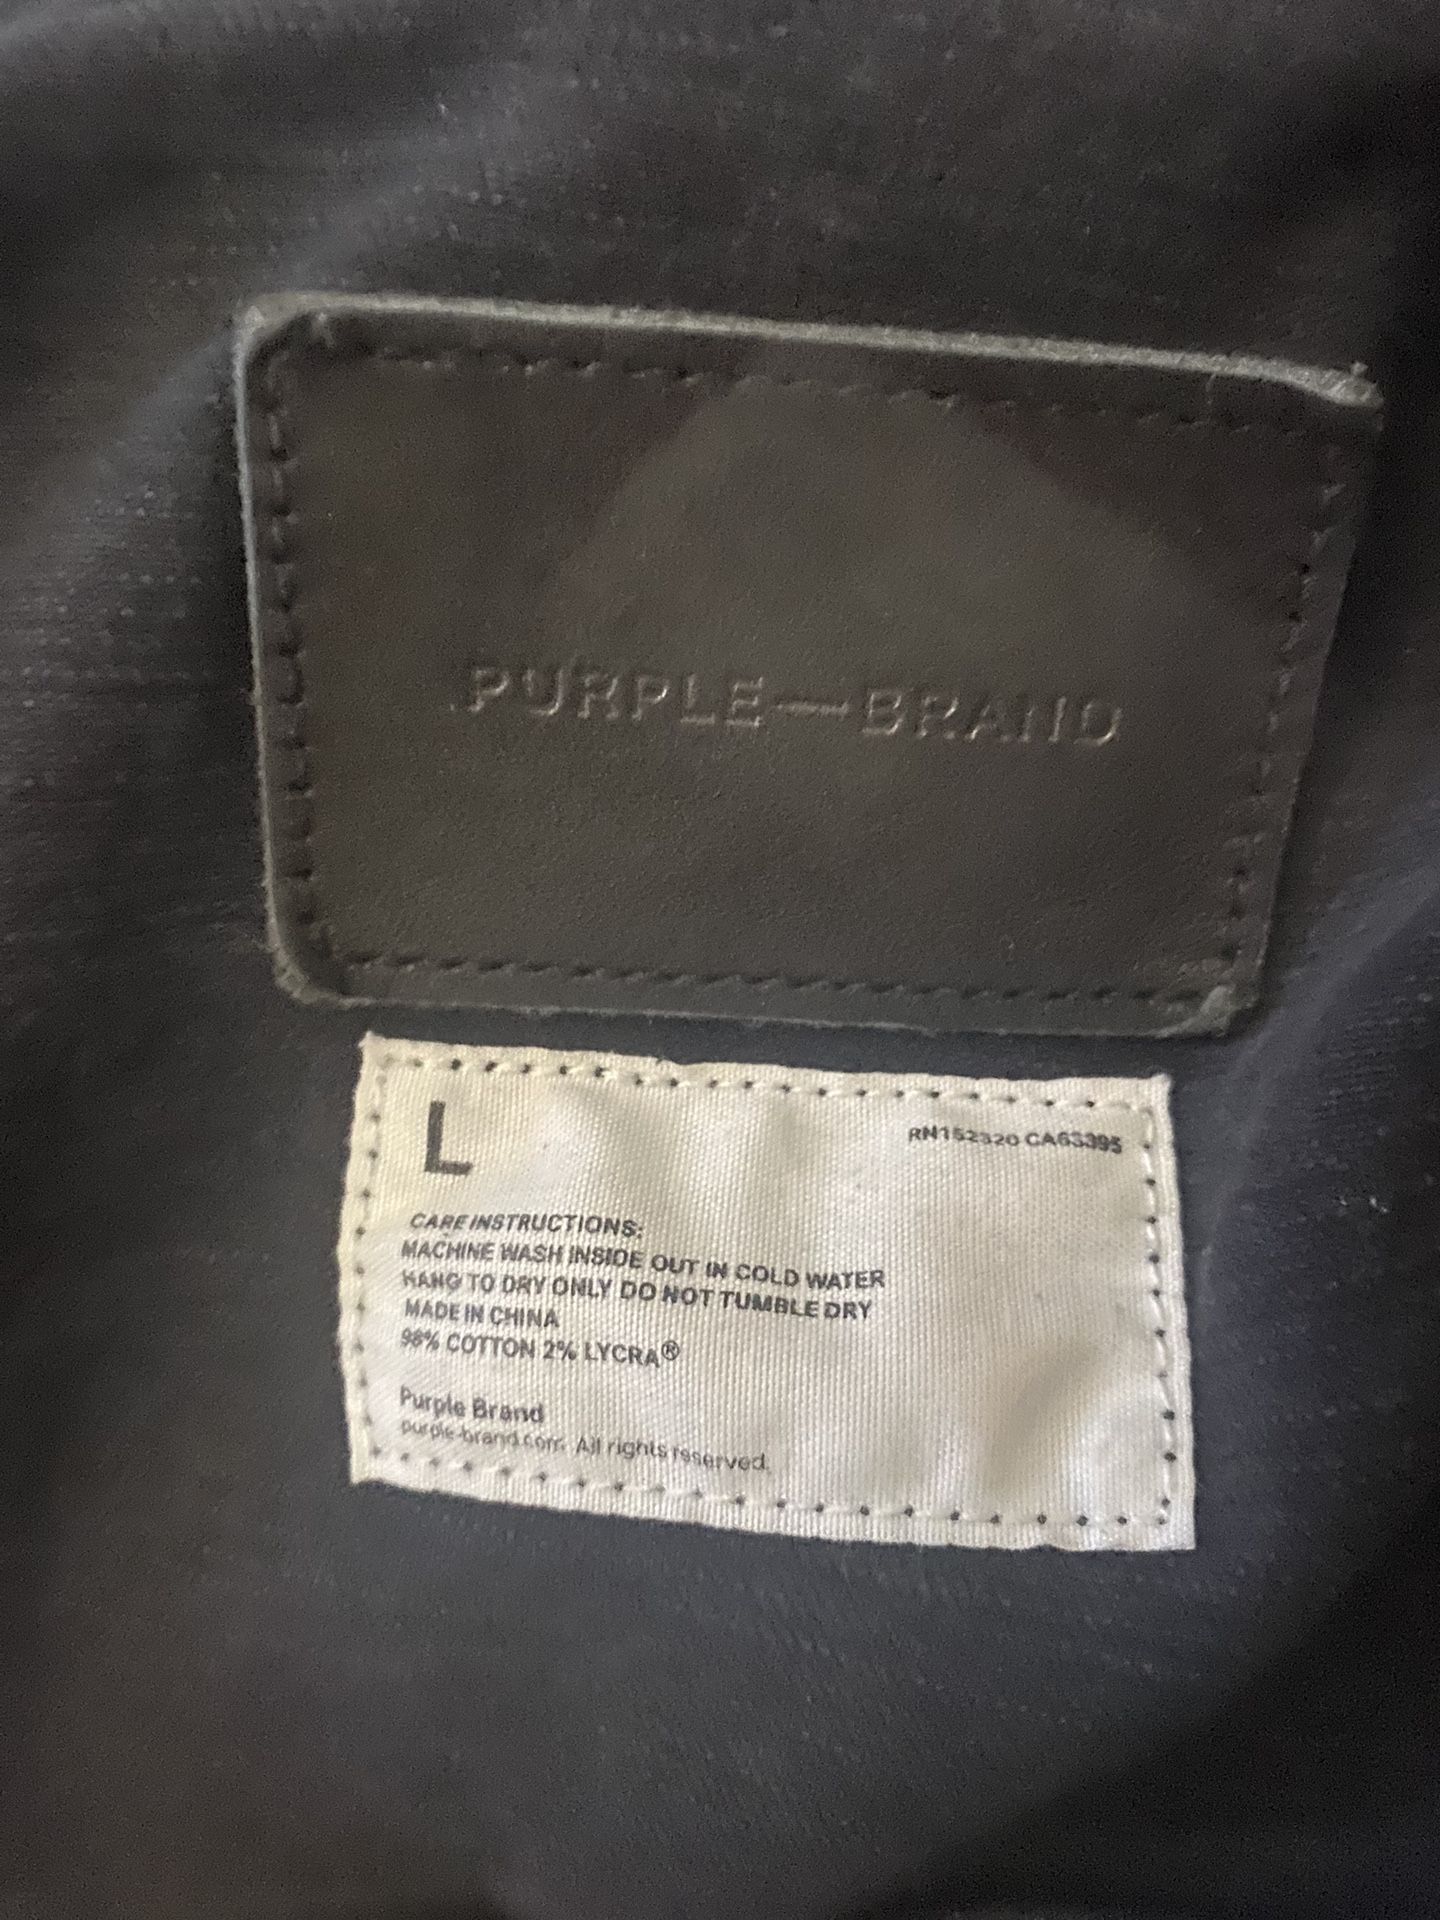 PURPLE—BRAND
L
RN152320 CA63395
CARE INSTRUCTIONS:
MACHINE WASH INSIDE OUT IN COLD WATER
HANG TO DRY ONLY DO NOT TUMBLE DRY
MADE IN CHINA
98% COTTON 2% LYCRA®
Purple Brand
purple-brand.com. All rights reserved.